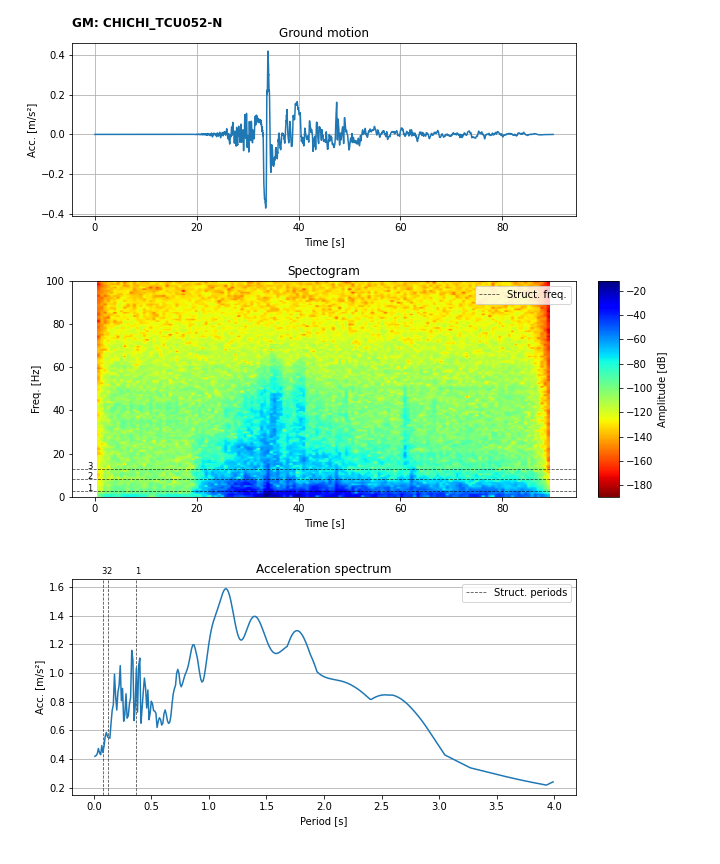 GM: CHICHI_TCU052-N
Ground motion
Acc. [m/s²]
0.4
0.2
0.0
−0.2
−0.4
0 20 40 60 80
Time [s]
Spectogram
Freq. [Hz]
100
80
60
40
20
0
Struct. freq.
3
2
1
0 20 40 60 80
Time [s]
−20
−40
−60
−80
−100
−120
−140
−160
−180
Amplitude [dB]
32 1
Acceleration spectrum
Acc. [m/s²]
1.6
1.4
1.2
1.0
0.8
0.6
0.4
0.2
Struct. periods
0.0 0.5 1.0 1.5 2.0 2.5 3.0 3.5 4.0
Period [s]